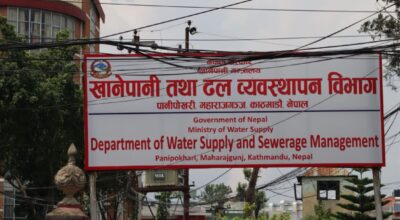 नेपाल सरकार
खानेपानी मन्त्रालय
खानेपानी तथा ढल व्यवस्थापन विभाग
पानीपोखरी, महाराजगञ्ज, काठमाडौं, नेपाल
Government of Nepal
Ministry of Water Supply
Department of Water Supply and Sewerage Management
Panipokhari, Maharajgunj, Kathmandu, Nepal